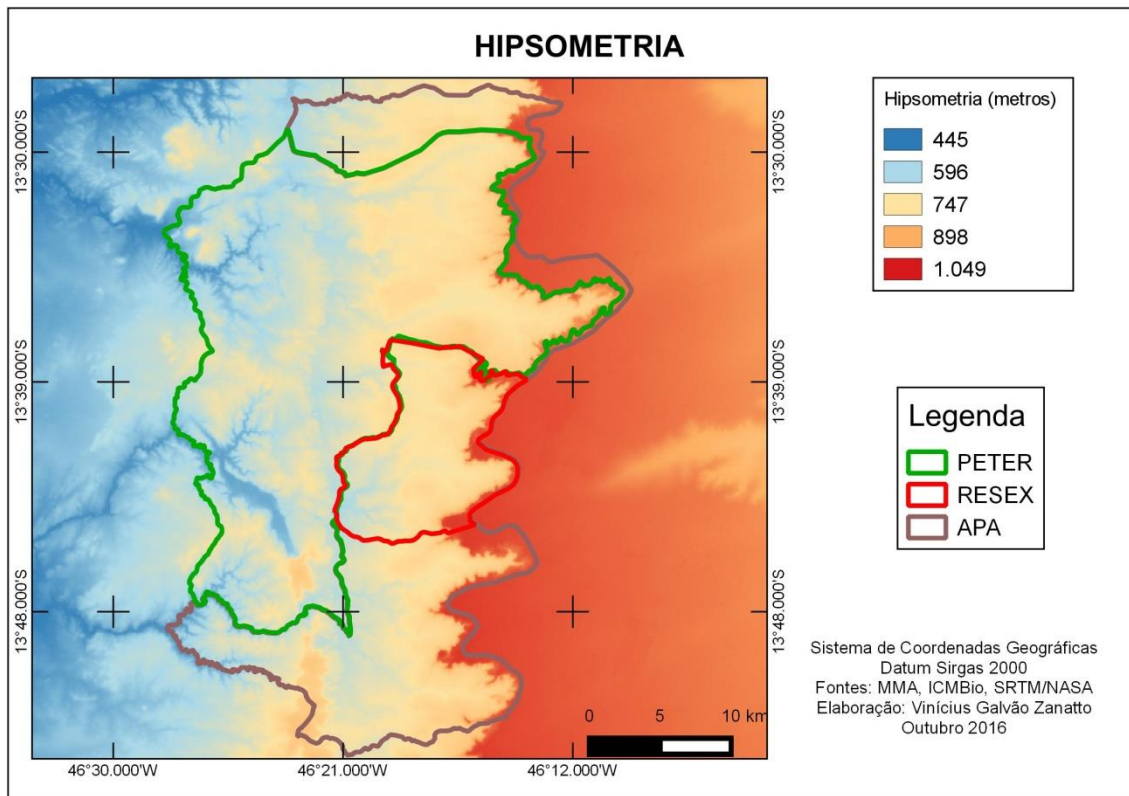 HIPSOMETRIA
13°30.000'S
13°39.000'S
13°48.000'S
13°30.000'S
13°39.000'S
13°48.000'S
46°30.000'W
46°21.000'W
46°12.000'W
0 5 10 km
Hipsometria (metros)
445
596
747
898
1.049
Legenda
PETER
RESEX
APA
Sistema de Coordenadas Geográficas
Datum Sirgas 2000
Fontes: MMA, ICMBio, SRTM/NASA
Elaboração: Vinícius Galvão Zanatto
Outubro 2016